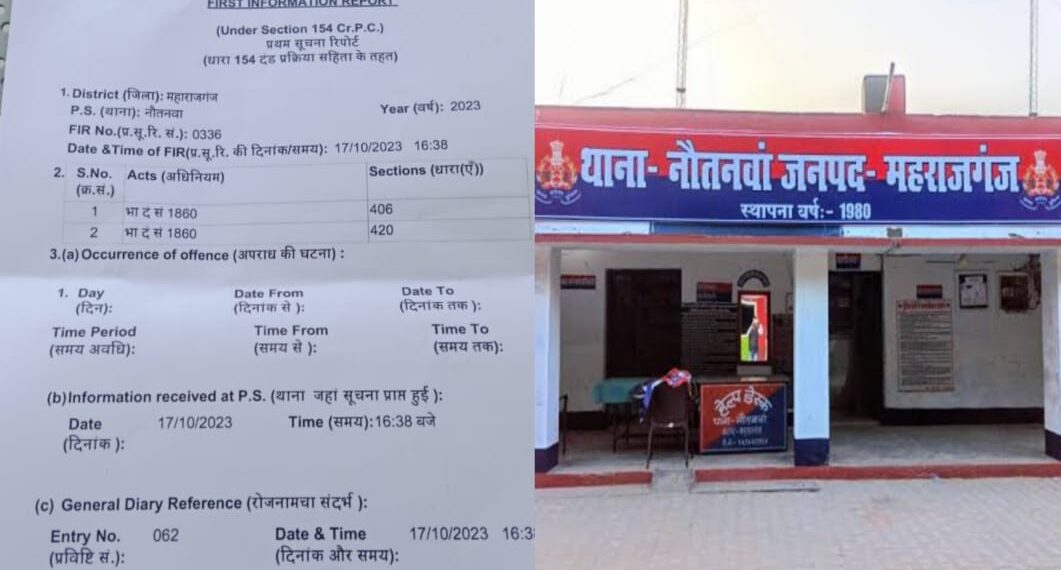 FIRST INFORMATION REPORT
(Under Section 154 Cr.P.C.)
प्रथम सूचना रिपोर्ट
(धारा 154 दंड प्रक्रिया संहिता के तहत)
1. District (जिला): महाराजगंज
P.S. (थाना): नौतनवा
Year (वर्ष): 2023
FIR No.(प्र.सू.रि. सं.): 0336
Date &Time of FIR(प्र.सू.रि. की दिनांक/समय): 17/10/2023 16:38
2. S.No. Acts (अधिनियम) Sections (धारा(एँ))
(क्र.सं.)
1 भा दं सं 1860 406
2 भा दं सं 1860 420
3.(a) Occurrence of offence (अपराध की घटना) :
1. Day Date From Date To
(दिन): (दिनांक से ): (दिनांक तक ):
Time Period Time From Time To
(समय अवधि): (समय से ): (समय तक):
(b)Information received at P.S. (थाना जहां सूचना प्राप्त हुई ):
Date 17/10/2023 Time (समय):16:38 बजे
(दिनांक ):
(c) General Diary Reference (रोजनामचा संदर्भ ):
Entry No. 062 Date & Time 17/10/2023 16:3
(प्रविष्टि सं.): (दिनांक और समय):
थाना- नौतनवां जनपद- महराजगंज
स्थापना वर्षः- 1980
हेल्प डेस्क
थाना-नौतनवां